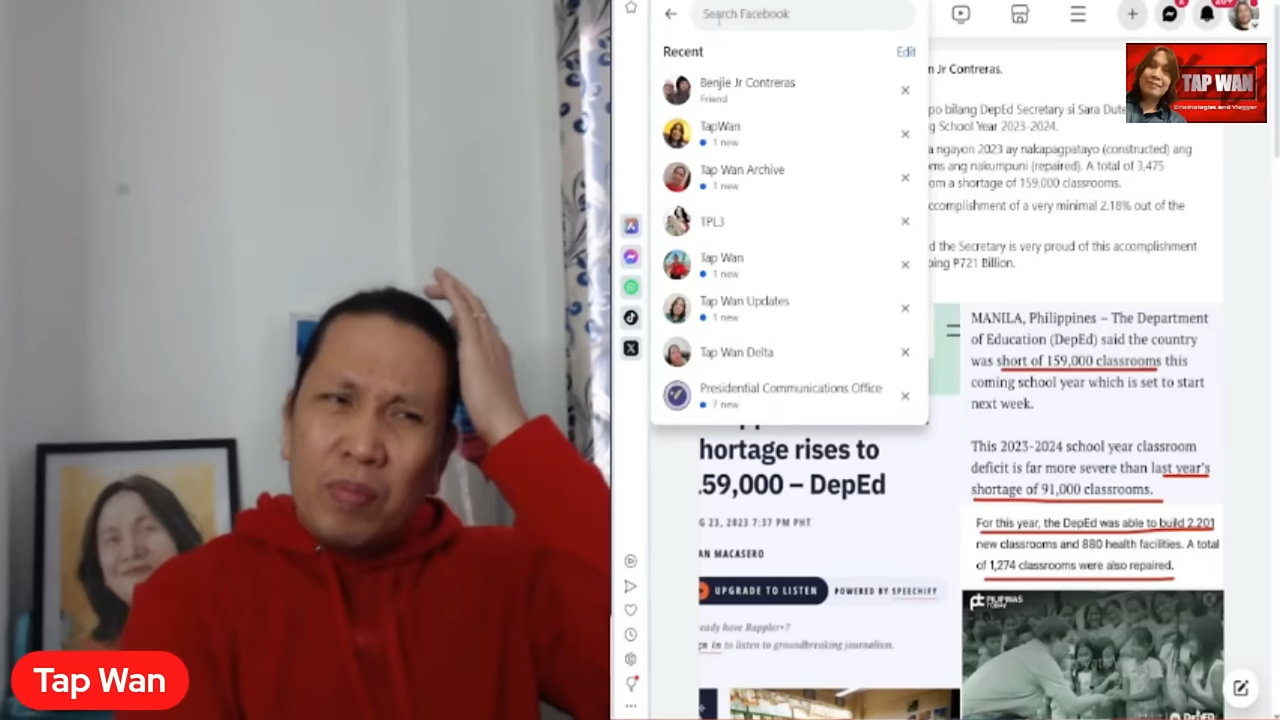 Search Facebook
Recent
Edit
Benjie Jr Contreras
Friend
TapWan
1 new
Tap Wan Archive
1 new
TPL3
Tap Wan
1 new
Tap Wan Updates
1 new
Tap Wan Delta
Presidential Communications Office
7 new
2
20+
n Jr Contreras.
TAP WAN
Criminologist and Vlogger
po bilang DepEd Secretary si Sara Dute
g School Year 2023-2024.
a ngayon 2023 ay nakapagpatayo (constructed) ang
ms ang nakumpuni (repaired). A total of 3,475
om a shortage of 159,000 classrooms.
ccomplishment of a very minimal 2.18% out of the
d the Secretary is very proud of this accomplishment
ping ₱721 Billion.
hortage rises to
159,000 – DepEd
G 23, 2023 7:37 PM PHT
AN MACASERO
UPGRADE TO LISTEN
POWERED BY SPEECHIFY
eady have Rappler+?
gn in to listen to groundbreaking journalism.
MANILA, Philippines – The Department
of Education (DepEd) said the country
was short of 159,000 classrooms this
coming school year which is set to start
next week.
This 2023-2024 school year classroom
deficit is far more severe than last year's
shortage of 91,000 classrooms.
For this year, the DepEd was able to build 2,201
new classrooms and 880 health facilities. A total
of 1,274 classrooms were also repaired.
PILIPINAS
TODAY
DepEd
Tap Wan